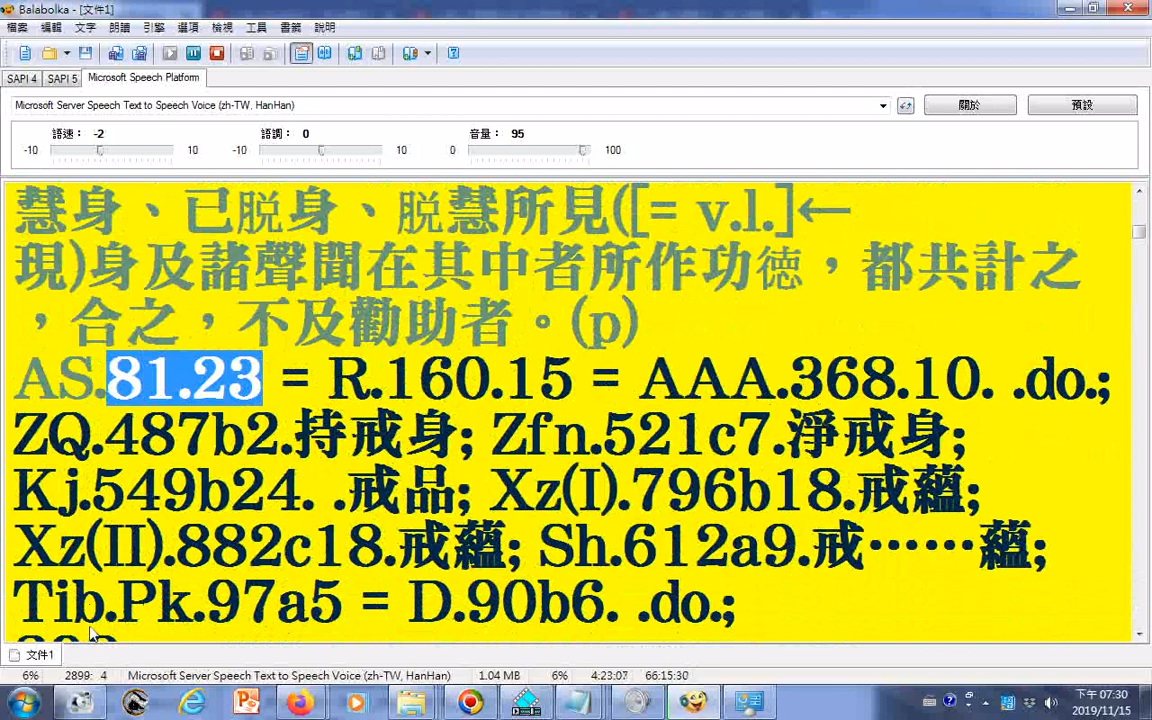 Balabolka - [文件1]
檔案 編輯 文字 朗讀 引擎 選項 檢視 工具 書籤 說明
SAPI 4 SAPI 5 Microsoft Speech Platform
Microsoft Server Speech Text to Speech Voice (zh-TW, HanHan) 關於 預設
語速： -2 語調： 0 音量： 95
-10 10 -10 10 0 100
慧身、已脱身、脱慧所見([= v.l.]←
現)身及諸聲聞在其中者所作功德，都共計之
，合之，不及勸助者。(p)
AS.81.23 = R.160.15 = AAA.368.10. .do.;
ZQ.487b2.持戒身; Zfn.521c7.淨戒身;
Kj.549b24. .戒品; Xz(I).796b18.戒蘊;
Xz(II).882c18.戒蘊; Sh.612a9.戒……蘊;
Tib.Pk.97a5 = D.90b6. .do.;
文件1
6% 2899: 4 Microsoft Server Speech Text to Speech Voice (zh-TW, HanHan) 1.04 MB 6% 4:23:07 66:15:30
下午 07:30
2019/11/15